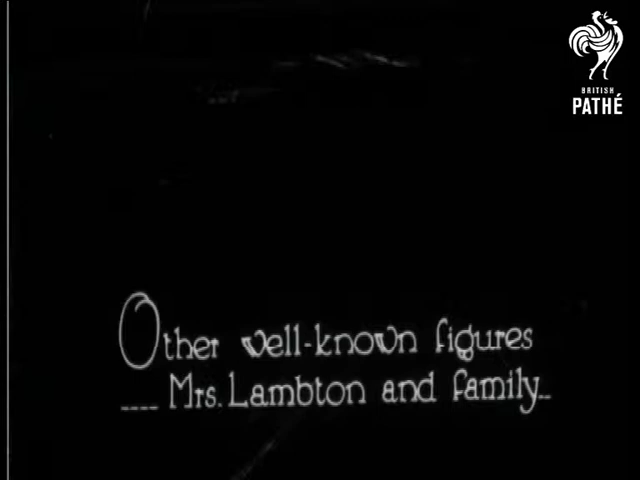 BRITISH
PATHÉ
Other well-known figures
---- Mrs. Lambton and family--